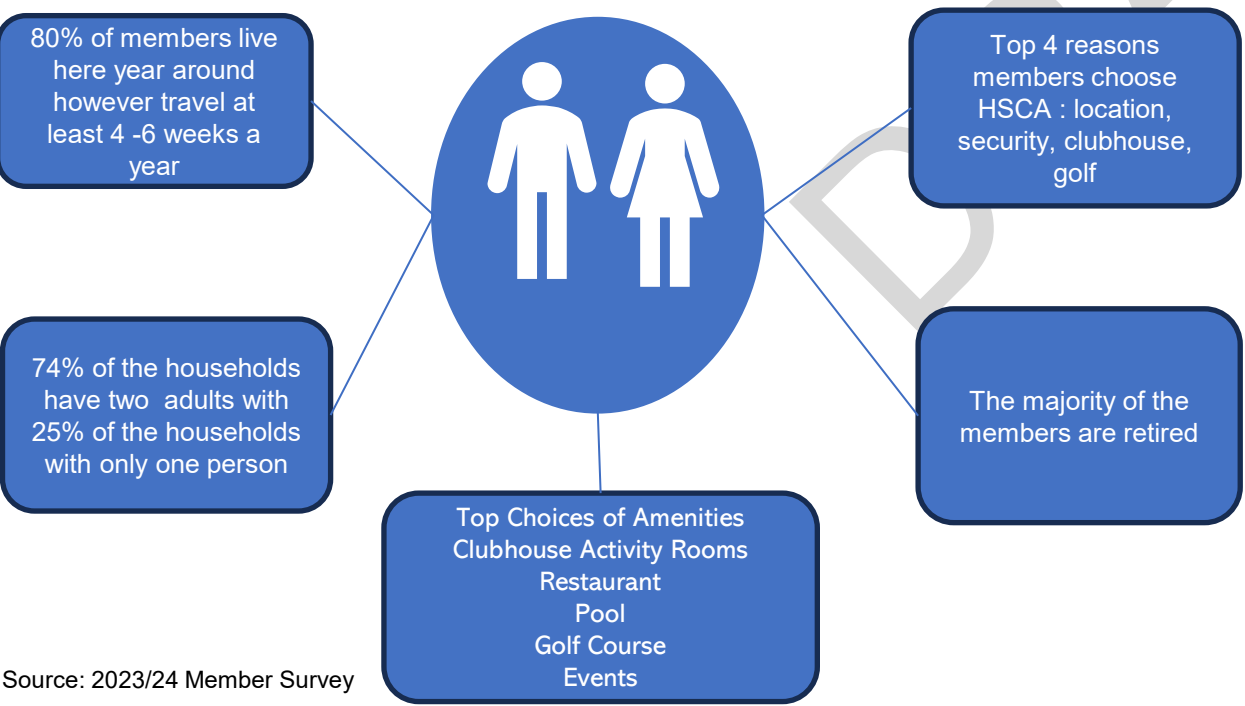 80% of members live
here year around
however travel at
least 4 -6 weeks a
year
Top 4 reasons
members choose
HSCA : location,
security, clubhouse,
golf
74% of the households
have two  adults with
25% of the households
with only one person
The majority of the
members are retired
Top Choices of Amenities
Clubhouse Activity Rooms
Restaurant
Pool
Golf Course
Events
Source: 2023/24 Member Survey